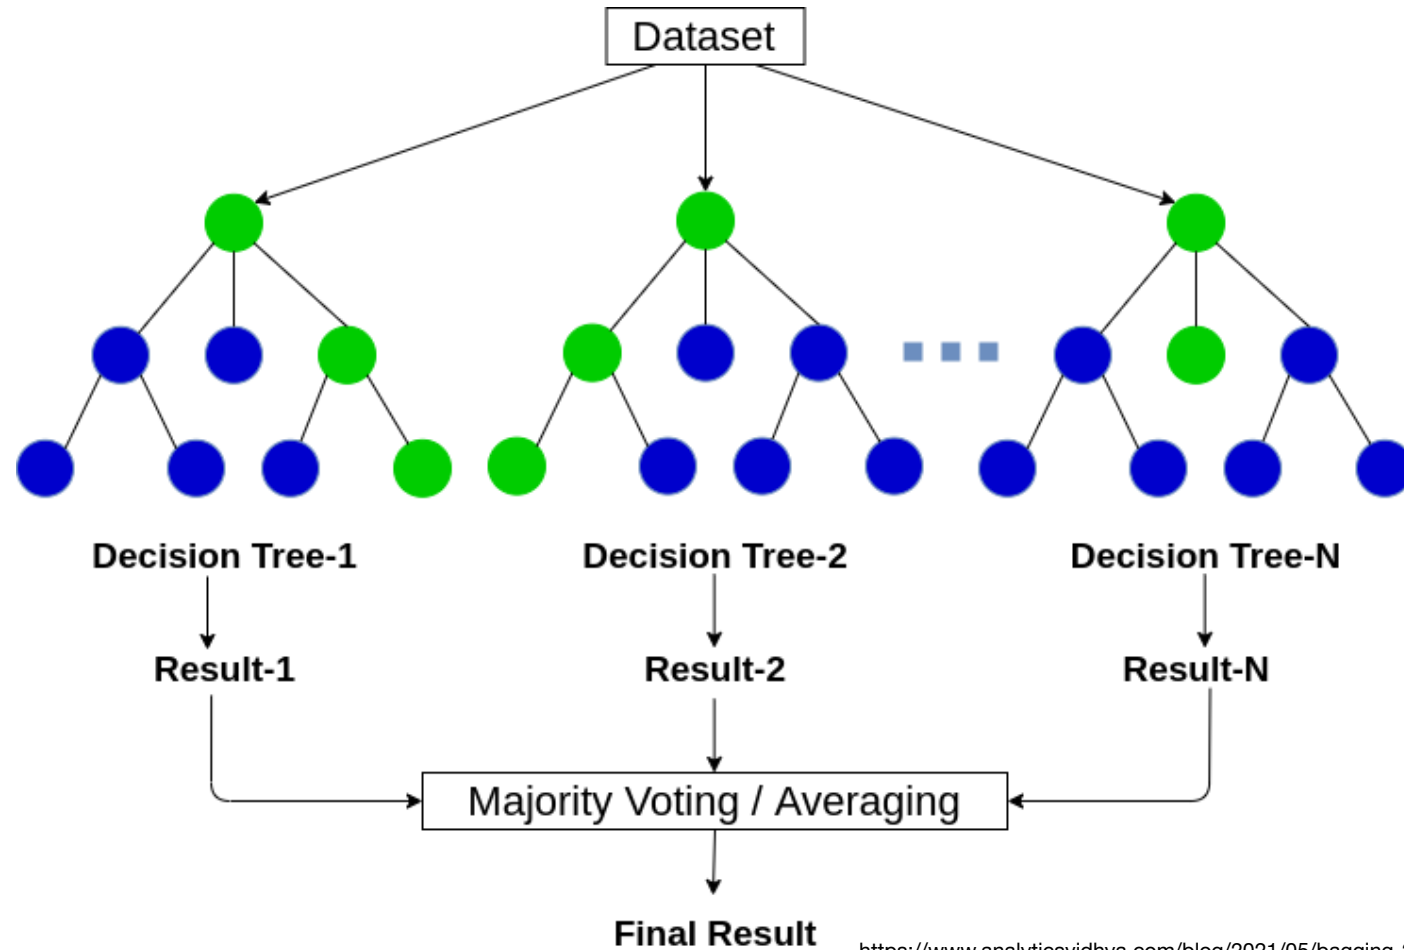 Dataset
Decision Tree-1 Decision Tree-2 Decision Tree-N
Result-1 Result-2 Result-N
Majority Voting / Averaging
Final Result